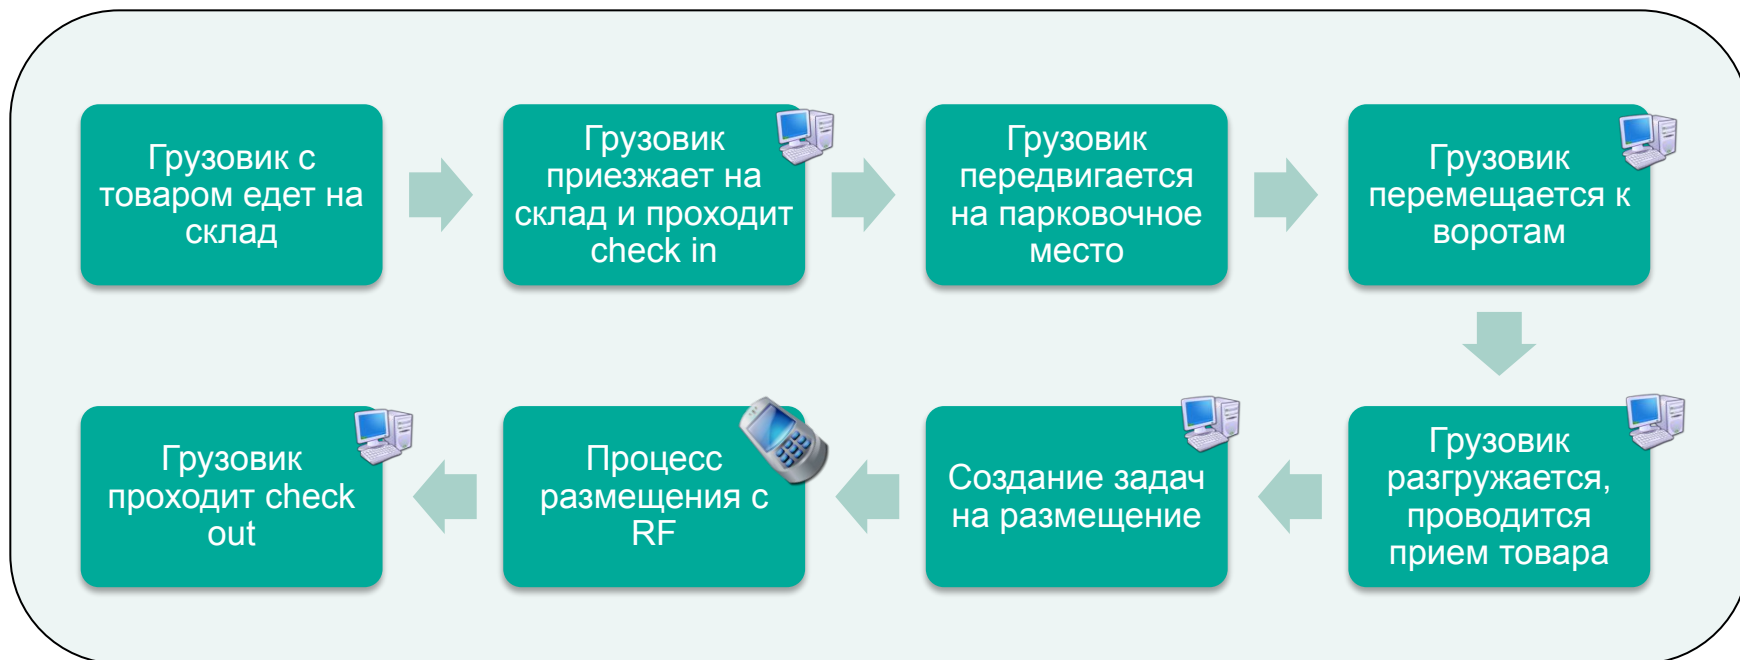 Грузовик с
товаром едет на
склад
Грузовик
приезжает на
склад и проходит
check in
Грузовик
передвигается
на парковочное
место
Грузовик
перемещается к
воротам
Грузовик
разгружается,
проводится
прием товара
Создание задач
на размещение
Процесс
размещения с
RF
Грузовик
проходит check
out